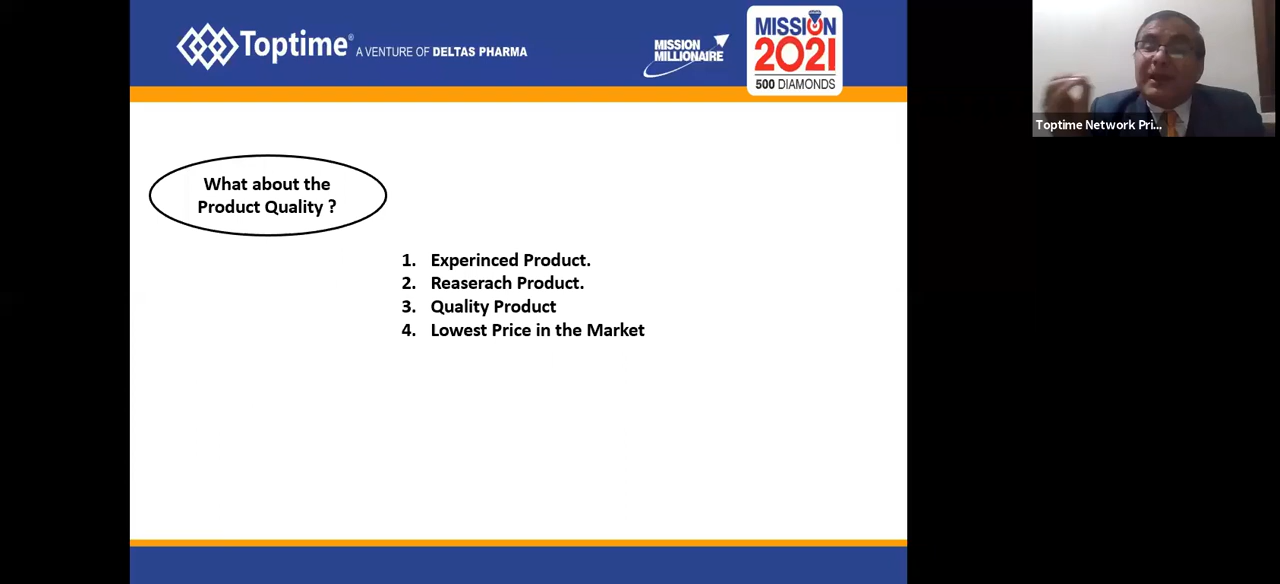 Toptime® A VENTURE OF DELTAS PHARMA
MISSION
MILLIONAIRE
MISSION
2021
500 DIAMONDS
Toptime Network Pri...
What about the
Product Quality ?
1. Experinced Product.
2. Reaserach Product.
3. Quality Product
4. Lowest Price in the Market